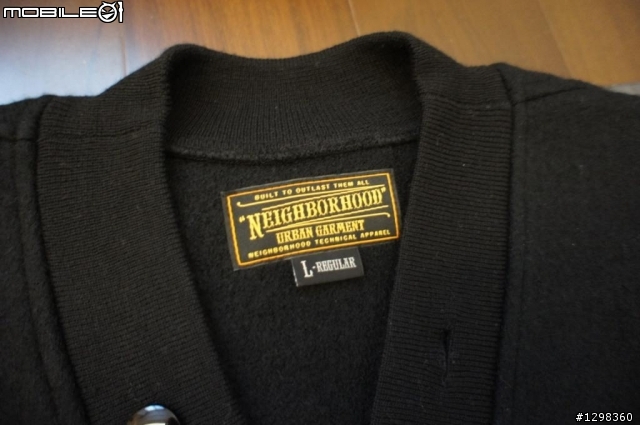 MOBILE01
BUILT TO OUTLAST THEM ALL
"NEIGHBORHOOD"
URBAN GARMENT
NEIGHBORHOOD TECHNICAL APPAREL
L-REGULAR
#1298360